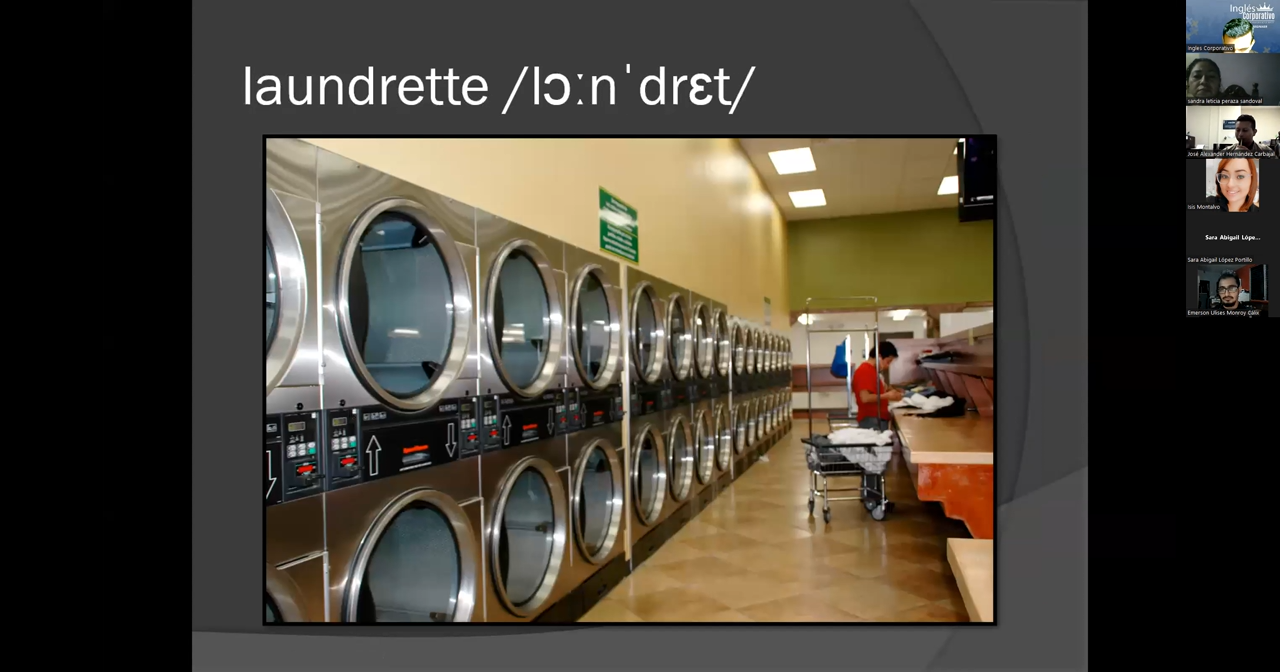 laundrette /lɔːnˈdrɛt/
Inglés
Corporativo
Ingles Corporativo
sandra leticia peraza sandoval
José Alexander Hernández Carbajal
Isis Montalvo
Sara Abigail Lópe...
Sara Abigail López Portillo
Emerson Ulises Monroy Cálix